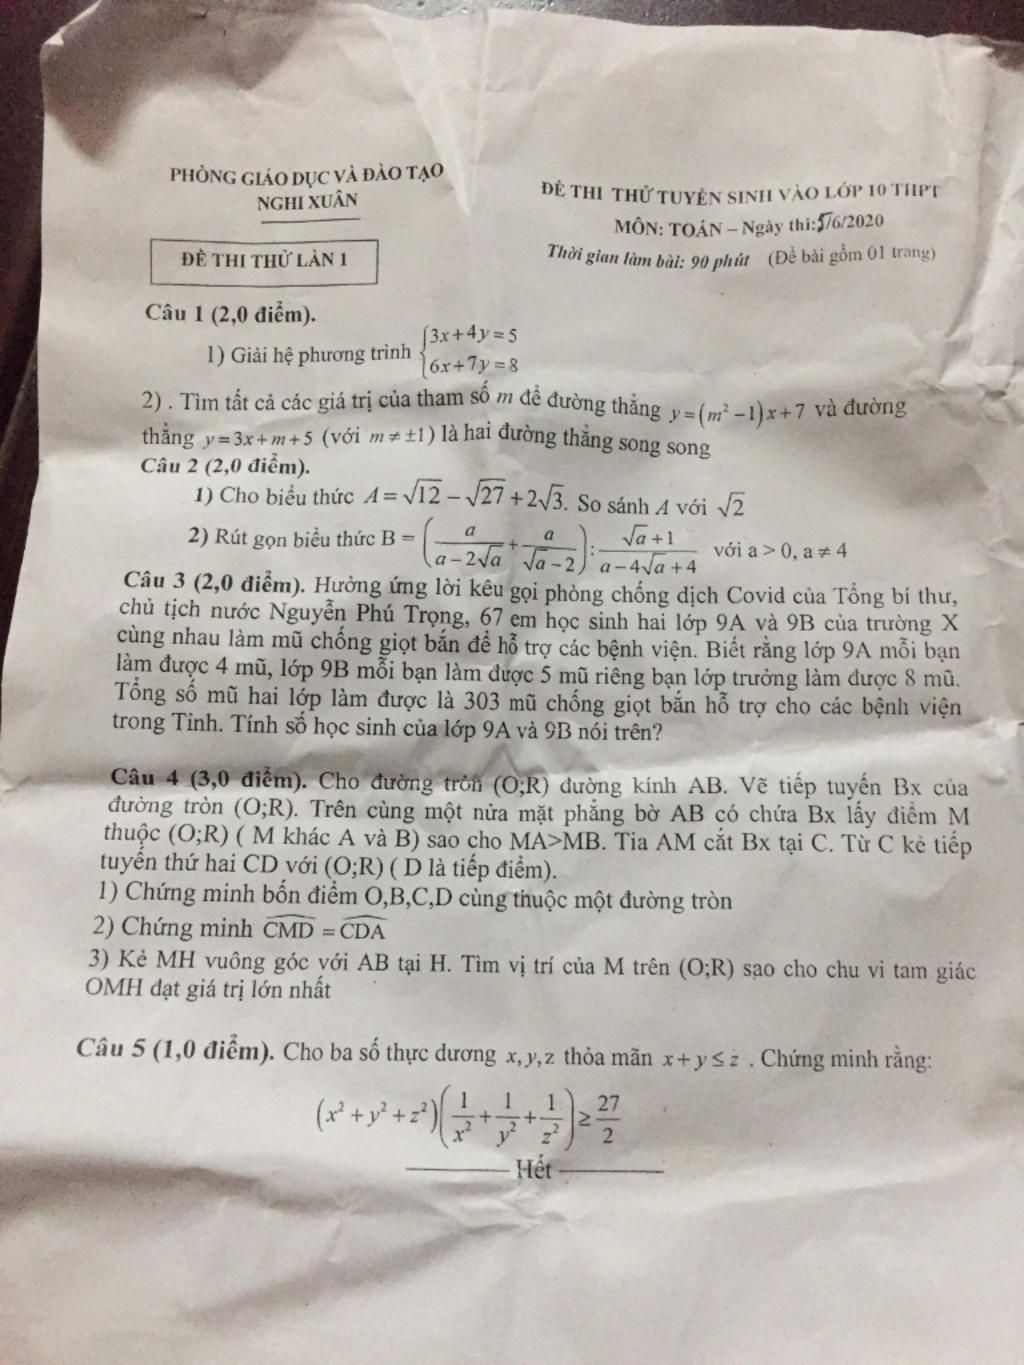 PHÒNG GIÁO DỤC VÀ ĐÀO TẠO
NGHI XUÂN
ĐỀ THI THỬ LẦN 1
ĐỀ THI THỬ TUYỂN SINH VÀO LỚP 10 THPT
MÔN: TOÁN – Ngày thi: 5/6/2020
Thời gian làm bài: 90 phút (Đề bài gồm 01 trang)
Câu 1 (2,0 điểm).
1) Giải hệ phương trình {3x+4y=5
6x+7y=8
2) . Tìm tất cả các giá trị của tham số m để đường thẳng y=(m²−1)x+7 và đường
thẳng y=3x+m+5 (với m ≠ ±1) là hai đường thẳng song song
Câu 2 (2,0 điểm).
1) Cho biểu thức A = √12 − √27 + 2√3. So sánh A với √2
2) Rút gọn biểu thức B = (a/(a−2√a) + a/(√a−2)) : (√a+1)/(a−4√a+4) với a > 0, a ≠ 4
Câu 3 (2,0 điểm). Hưởng ứng lời kêu gọi phòng chống dịch Covid của Tổng bí thư,
chủ tịch nước Nguyễn Phú Trọng, 67 em học sinh hai lớp 9A và 9B của trường X
cùng nhau làm mũ chống giọt bắn để hỗ trợ các bệnh viện. Biết rằng lớp 9A mỗi bạn
làm được 4 mũ, lớp 9B mỗi bạn làm được 5 mũ riêng bạn lớp trưởng làm được 8 mũ.
Tổng số mũ hai lớp làm được là 303 mũ chống giọt bắn hỗ trợ cho các bệnh viện
trong Tỉnh. Tính số học sinh của lớp 9A và 9B nói trên?
Câu 4 (3,0 điểm). Cho đường tròn (O;R) đường kính AB. Vẽ tiếp tuyến Bx của
đường tròn (O;R). Trên cùng một nửa mặt phẳng bờ AB có chứa Bx lấy điểm M
thuộc (O;R) ( M khác A và B) sao cho MA>MB. Tia AM cắt Bx tại C. Từ C kẻ tiếp
tuyến thứ hai CD với (O;R) ( D là tiếp điểm).
1) Chứng minh bốn điểm O,B,C,D cùng thuộc một đường tròn
2) Chứng minh CMD = CDA
3) Kẻ MH vuông góc với AB tại H. Tìm vị trí của M trên (O;R) sao cho chu vi tam giác
OMH đạt giá trị lớn nhất
Câu 5 (1,0 điểm). Cho ba số thực dương x, y, z thỏa mãn x + y ≤ z . Chứng minh rằng:
(x² + y² + z²)(1/x² + 1/y² + 1/z²) ≥ 27/2
Hết